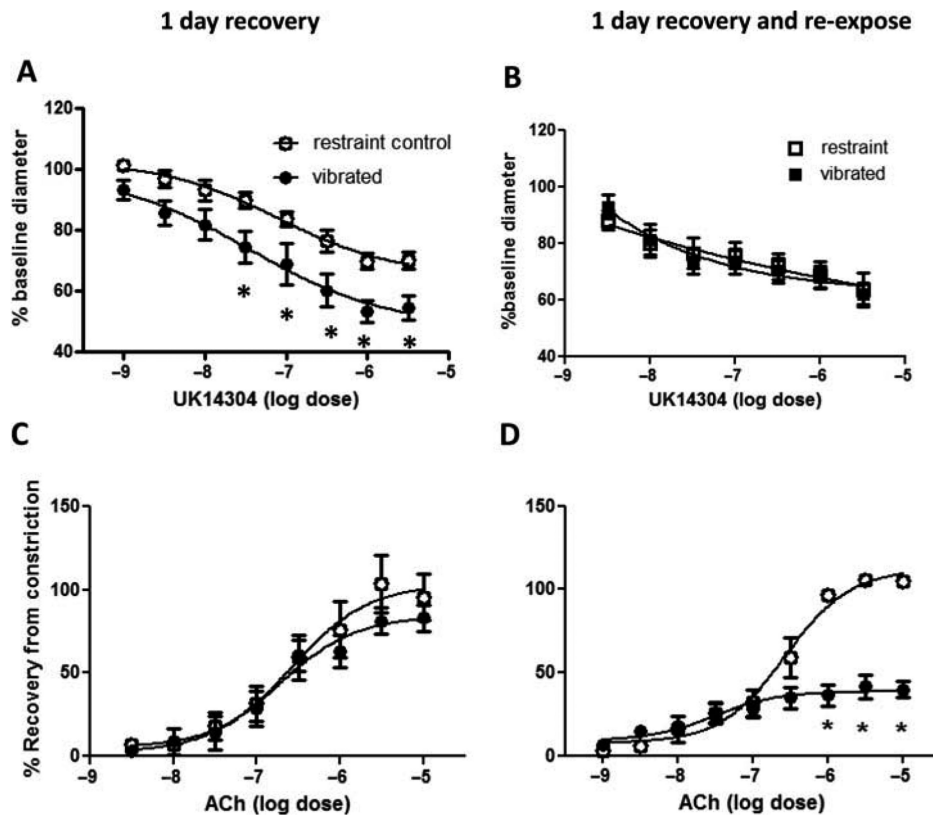 1 day recovery
1 day recovery and re-expose
A
120
100
80
60
40
% baseline diameter
restraint control
vibrated
* * * * *
−9 −8 −7 −6 −5
UK14304 (log dose)
B
120
100
80
60
40
%baseline diameter
restraint
vibrated
−9 −8 −7 −6 −5
UK14304 (log dose)
C
150
100
50
0
% Recovery from constriction
−9 −8 −7 −6 −5
ACh (log dose)
D
150
100
50
0
* * *
−9 −8 −7 −6 −5
ACh (log dose)